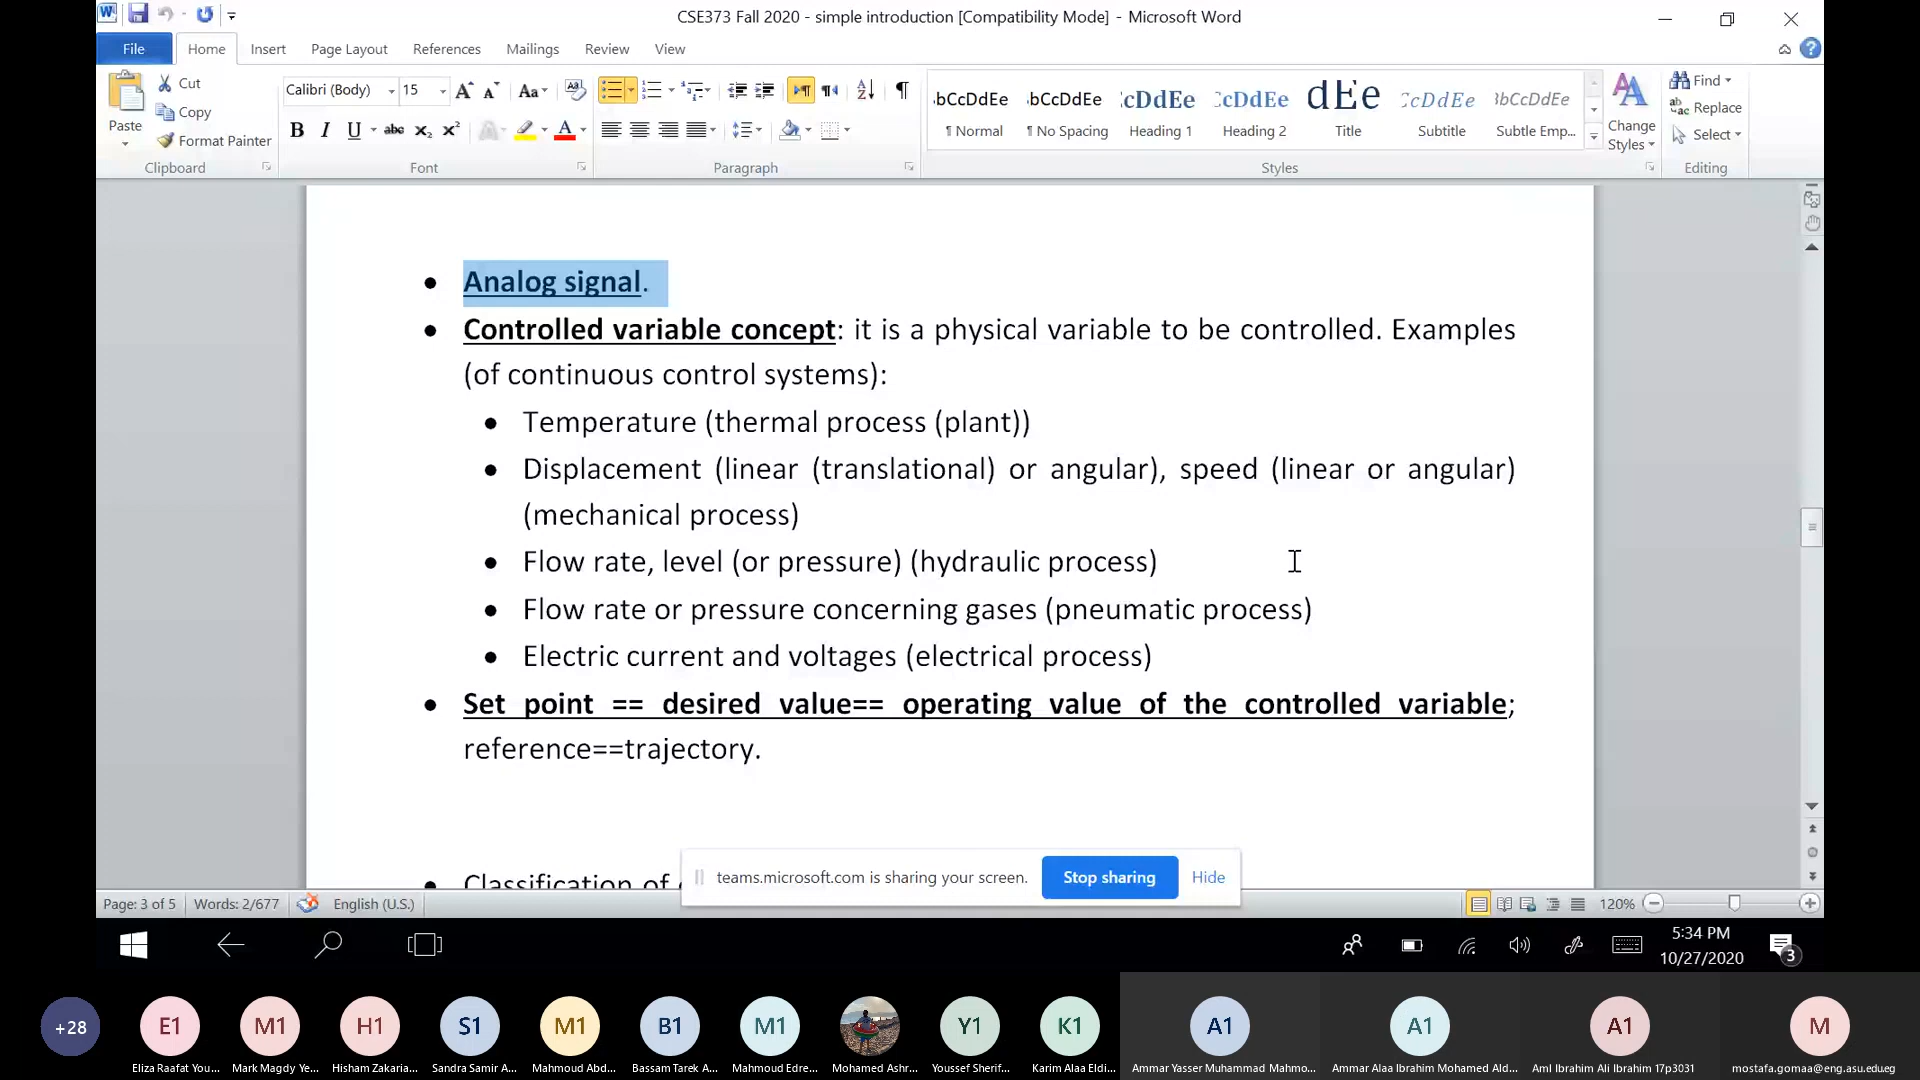 CSE373 Fall 2020 - simple introduction [Compatibility Mode] - Microsoft Word
File Home Insert Page Layout References Mailings Review View
Cut
Copy
Format Painter
Paste
Clipboard
Calibri (Body) 15
Font
Paragraph
bCcDdEe bCcDdEe cDdEe cDdEe dEe CcDdEe BbCcDdEe
¶ Normal ¶ No Spacing Heading 1 Heading 2 Title Subtitle Subtle Emp...
Change Styles
Styles
Find
Replace
Select
Editing
• Analog signal.
• Controlled variable concept: it is a physical variable to be controlled. Examples
(of continuous control systems):
• Temperature (thermal process (plant))
• Displacement (linear (translational) or angular), speed (linear or angular)
(mechanical process)
• Flow rate, level (or pressure) (hydraulic process)
• Flow rate or pressure concerning gases (pneumatic process)
• Electric current and voltages (electrical process)
• Set point == desired value== operating value of the controlled variable;
reference==trajectory.
• Classification of
teams.microsoft.com is sharing your screen. Stop sharing Hide
Page: 3 of 5 Words: 2/677 English (U.S.) 120%
5:34 PM
10/27/2020
3
+28 E1 M1 H1 S1 M1 B1 M1 Y1 K1 A1 A1 A1 M
Eliza Raafat You... Mark Magdy Ye... Hisham Zakaria... Sandra Samir A... Mahmoud Abd... Bassam Tarek A... Mahmoud Edre... Mohamed Ashr... Youssef Sherif... Karim Alaa Eldi... Ammar Yasser Muhammad Mahmo... Ammar Alaa Ibrahim Mohamed Ald... Aml Ibrahim Ali Ibrahim 17p3031 mostafa.gomaa@eng.asu.edu.eg